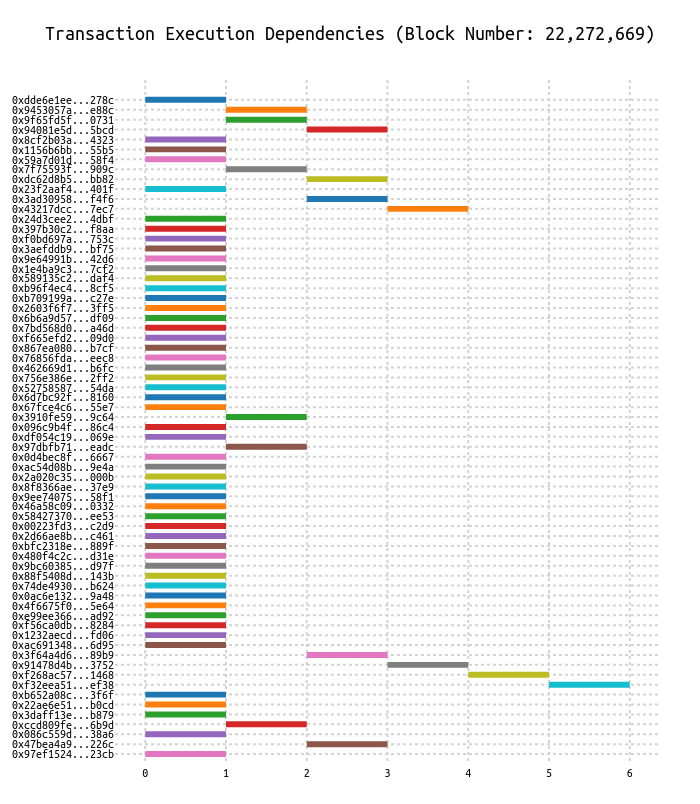 Transaction Execution Dependencies (Block Number: 22,272,669)
0xdde6e1ee...278c
0x9453057a...e88c
0x9f65fd5f...0731
0x94081e5d...5bcd
0x8cf2b03a...4323
0x1156b6bb...55b5
0x59a7d01d...58f4
0x7f75593f...909c
0xdc62d8b5...bb82
0x23f2aaf4...401f
0x3ad30958...f4f6
0x43217dcc...7ec7
0x24d3cee2...4dbf
0x397b30c2...f8aa
0xf0bd697a...753c
0x3aefddb9...bf75
0x9e64991b...42d6
0x1e4ba9c3...7cf2
0x589135c2...daf4
0xb96f4ec4...8cf5
0xb709199a...c27e
0x2603f6f7...3ff5
0x6b6a9d57...df09
0x7bd568d0...a46d
0xf665efd2...09d0
0x867ea080...b7cf
0x76856fda...eec8
0x462669d1...b6fc
0x756e386e...2ff2
0x52758587...54da
0x6d7bc92f...8160
0x67fce4c6...55e7
0x3910fe59...9c64
0x096c9b4f...86c4
0xdf054c19...069e
0x97dbfb71...eadc
0x0d4bec8f...6667
0xac54d08b...9e4a
0x2a020c35...000b
0x8f8366ae...37e9
0x9ee74075...58f1
0x46a58c09...0332
0x58427370...ee53
0x00223fd3...c2d9
0x2d66ae8b...c461
0xbfc2318e...889f
0x480f4c2c...d31e
0x9bc60385...d97f
0x88f5408d...143b
0x74de4930...b624
0x0ac6e132...9a48
0x4f6675f0...5e64
0xe99ee366...ad92
0xf56ca0db...8284
0x1232aecd...fd06
0xac691348...6d95
0x3f64a4d6...89b9
0x91478d4b...3752
0xf268ac57...1468
0xf32eea51...ef38
0xb652a08c...3f6f
0x22ae6e51...b0cd
0x3daff13e...b879
0xccd809fe...6b9d
0x086c559d...38a6
0x47bea4a9...226c
0x97ef1524...23cb
0 1 2 3 4 5 6